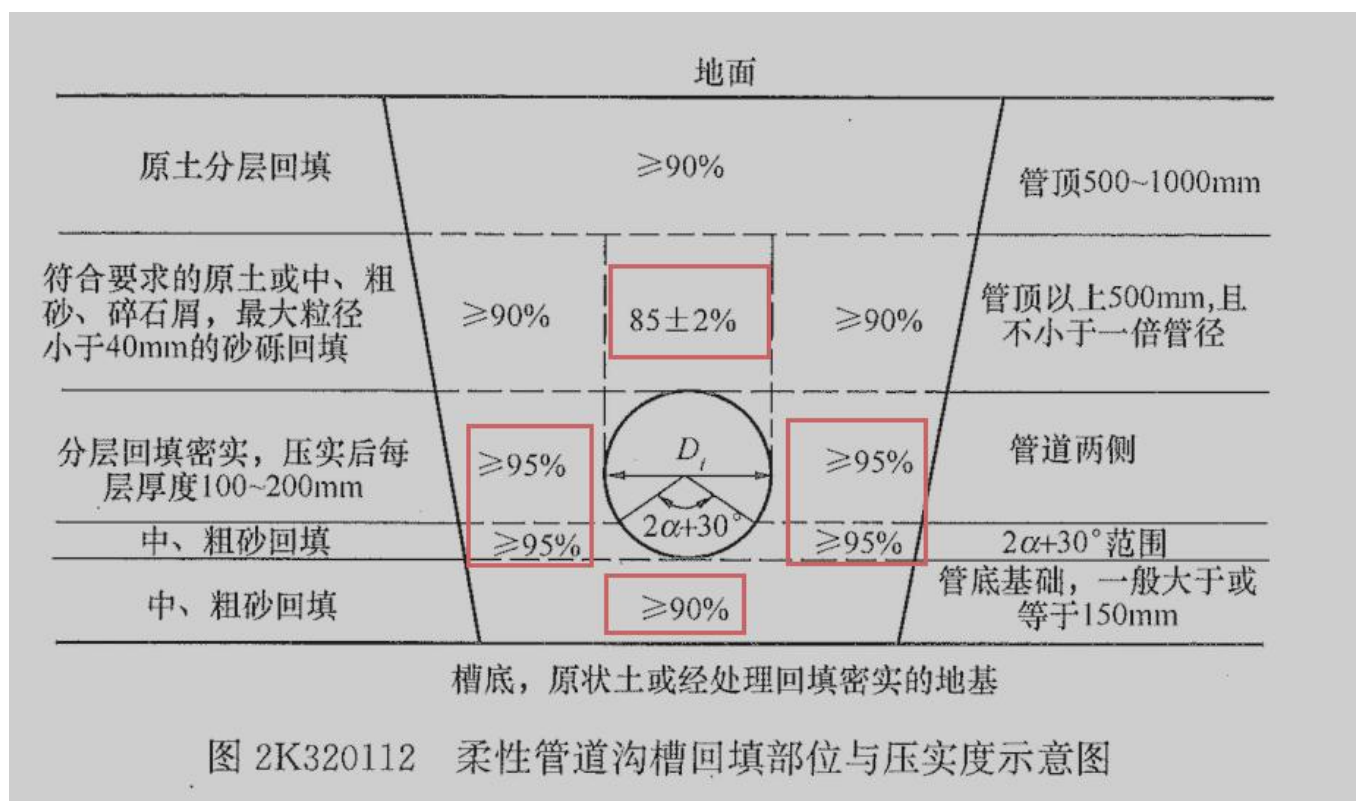 地面
原土分层回填
≥90%
管顶500~1000mm
符合要求的原土或中、粗
砂、碎石屑，最大粒径
小于40mm的砂砾回填
≥90%
85±2%
≥90%
管顶以上500mm,且
不小于一倍管径
分层回填密实，压实后每
层厚度100~200mm
≥95%
Dt
≥95%
管道两侧
中、粗砂回填
≥95%
2α+30°
≥95%
2α+30°范围
中、粗砂回填
≥90%
管底基础，一般大于或
等于150mm
槽底，原状土或经处理回填密实的地基
图 2K320112 柔性管道沟槽回填部位与压实度示意图